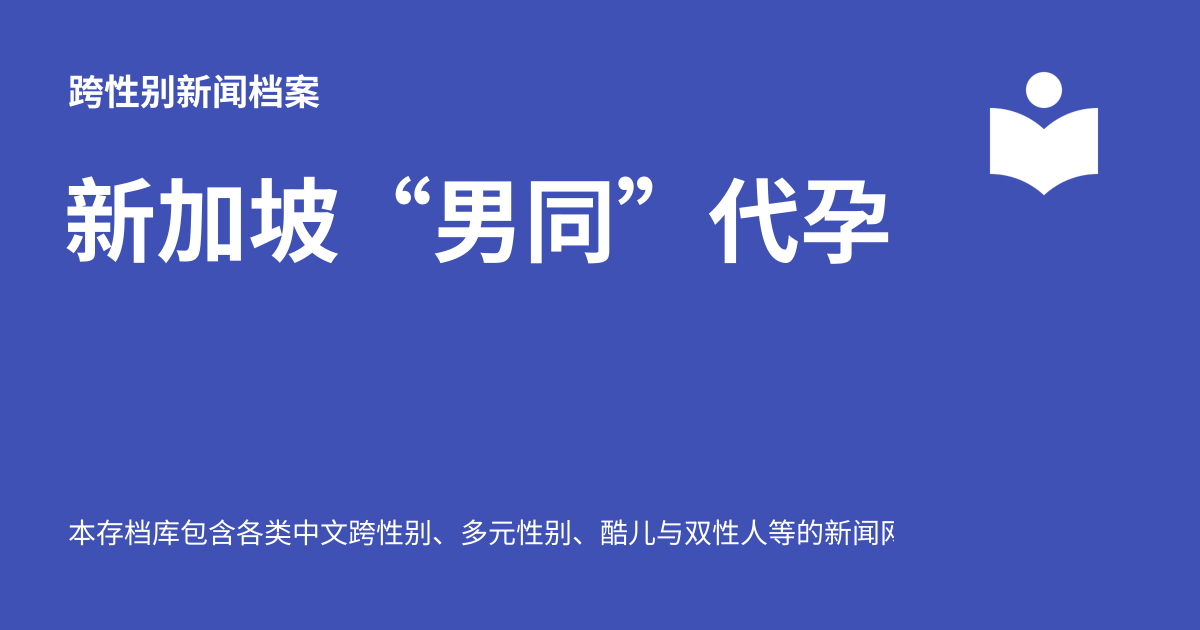 跨性别新闻档案
新加坡“男同”代孕
本存档库包含各类中文跨性别、多元性别、酷儿与双性人等的新闻